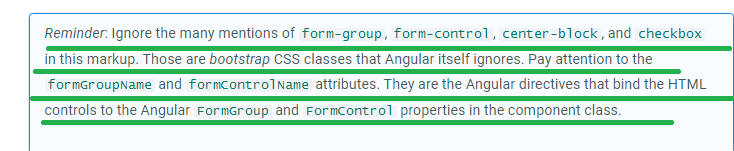 Reminder: Ignore the many mentions of form-group, form-control, center-block, and checkbox
in this markup. Those are bootstrap CSS classes that Angular itself ignores. Pay attention to the
formGroupName and formControlName attributes. They are the Angular directives that bind the HTML
controls to the Angular FormGroup and FormControl properties in the component class.